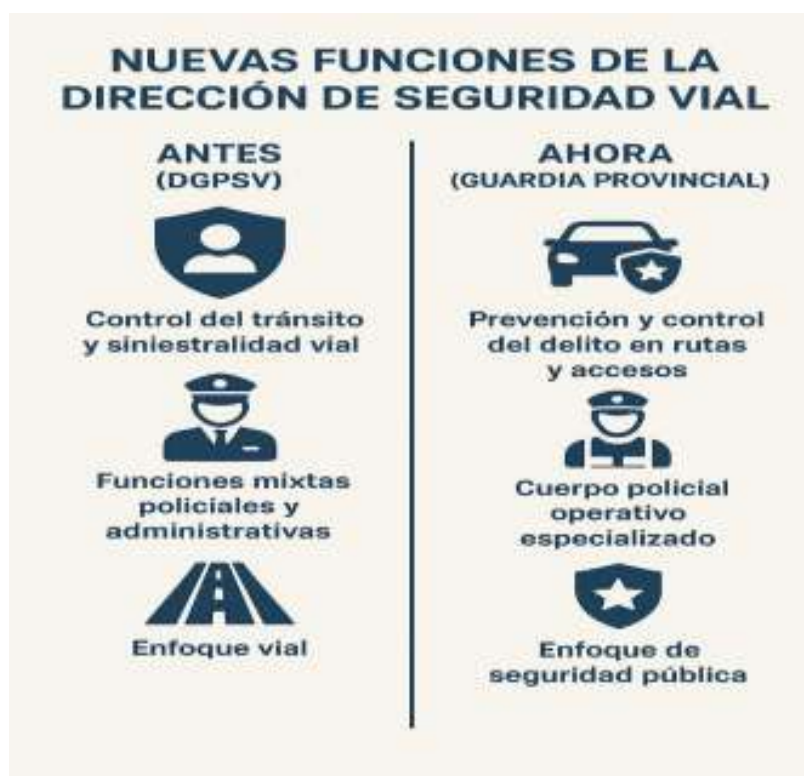 NUEVAS FUNCIONES DE LA
DIRECCIÓN DE SEGURIDAD VIAL
ANTES
(DGPSV)
Control del tránsito
y siniestralidad vial
Funciones mixtas
policiales y
administrativas
Enfoque vial
AHORA
(GUARDIA PROVINCIAL)
Prevención y control
del delito en rutas
y accesos
Cuerpo policial
operativo
especializado
Enfoque de
seguridad pública